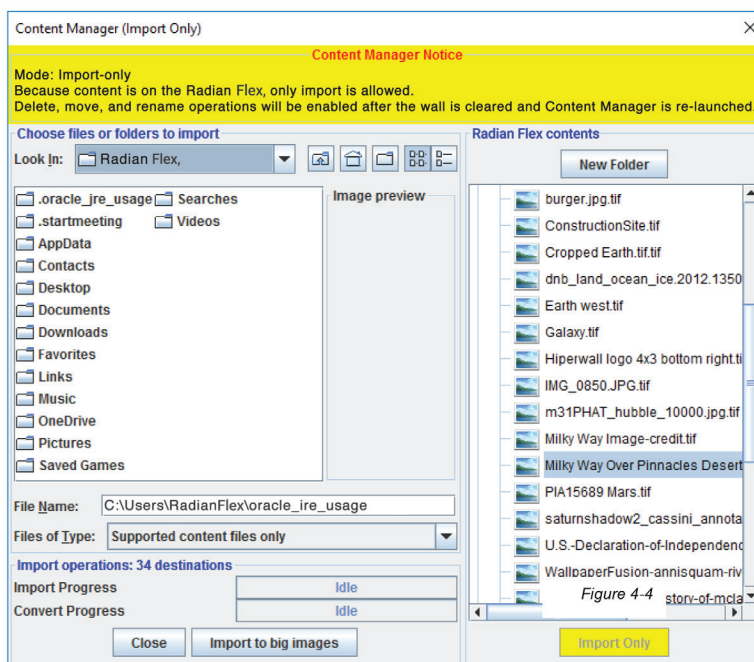 Content Manager (Import Only)
Content Manager Notice
Mode: Import-only
Because content is on the Radian Flex, only import is allowed.
Delete, move, and rename operations will be enabled after the wall is cleared and Content Manager is re-launched.
Choose files or folders to import
Look In: Radian Flex,
.oracle_jre_usage Searches
.startmeeting Videos
AppData
Contacts
Desktop
Documents
Downloads
Favorites
Links
Music
OneDrive
Pictures
Saved Games
Image preview
File Name: C:\Users\RadianFlex\oracle_ire_usage
Files of Type: Supported content files only
Import operations: 34 destinations
Import Progress Idle
Convert Progress Idle
Close Import to big images
Radian Flex contents
New Folder
burger.jpg.tif
ConstructionSite.tif
Cropped Earth.tif.tif
dnb_land_ocean_ice.2012.1350
Earth west.tif
Galaxy.tif
Hiperwall logo 4x3 bottom right.ti
IMG_0850.JPG.tif
m31PHAT_hubble_10000.jpg.tif
Milky Way Image-credit.tif
Milky Way Over Pinnacles Desert
PIA15689 Mars.tif
saturnshadow2_cassini_annota
U.S.-Declaration-of-Independenc
WallpaperFusion-annisquam-riv
Figure 4-4 story-of-mcla
Import Only